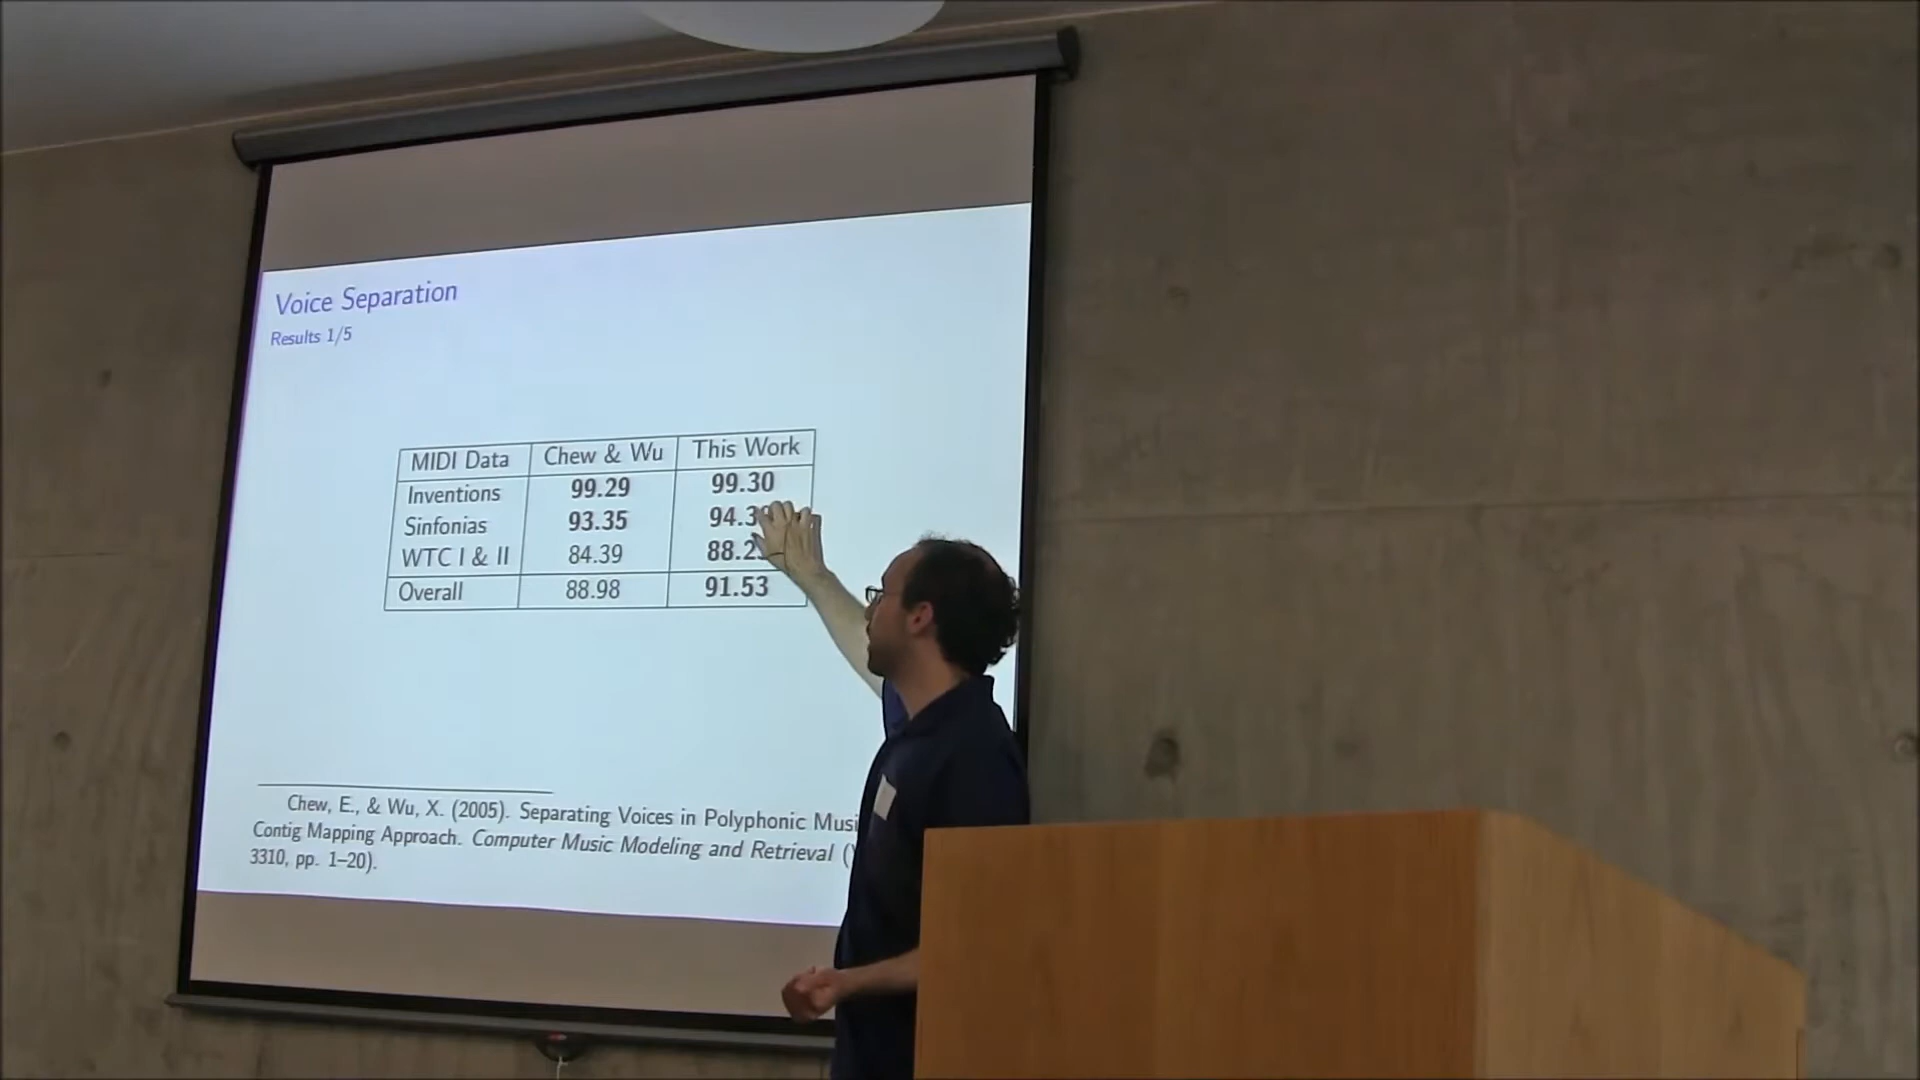 Voice Separation
Results 1/5
MIDI Data Chew & Wu This Work
Inventions 99.29 99.30
Sinfonias 93.35
WTC I & II 84.39
Overall 88.98 91.53
Chew, E., & Wu, X. (2005). Separating Voices in Polyphonic
Contig Mapping Approach. Computer Music Modeling and Retrieval (
3310, pp. 1–20).